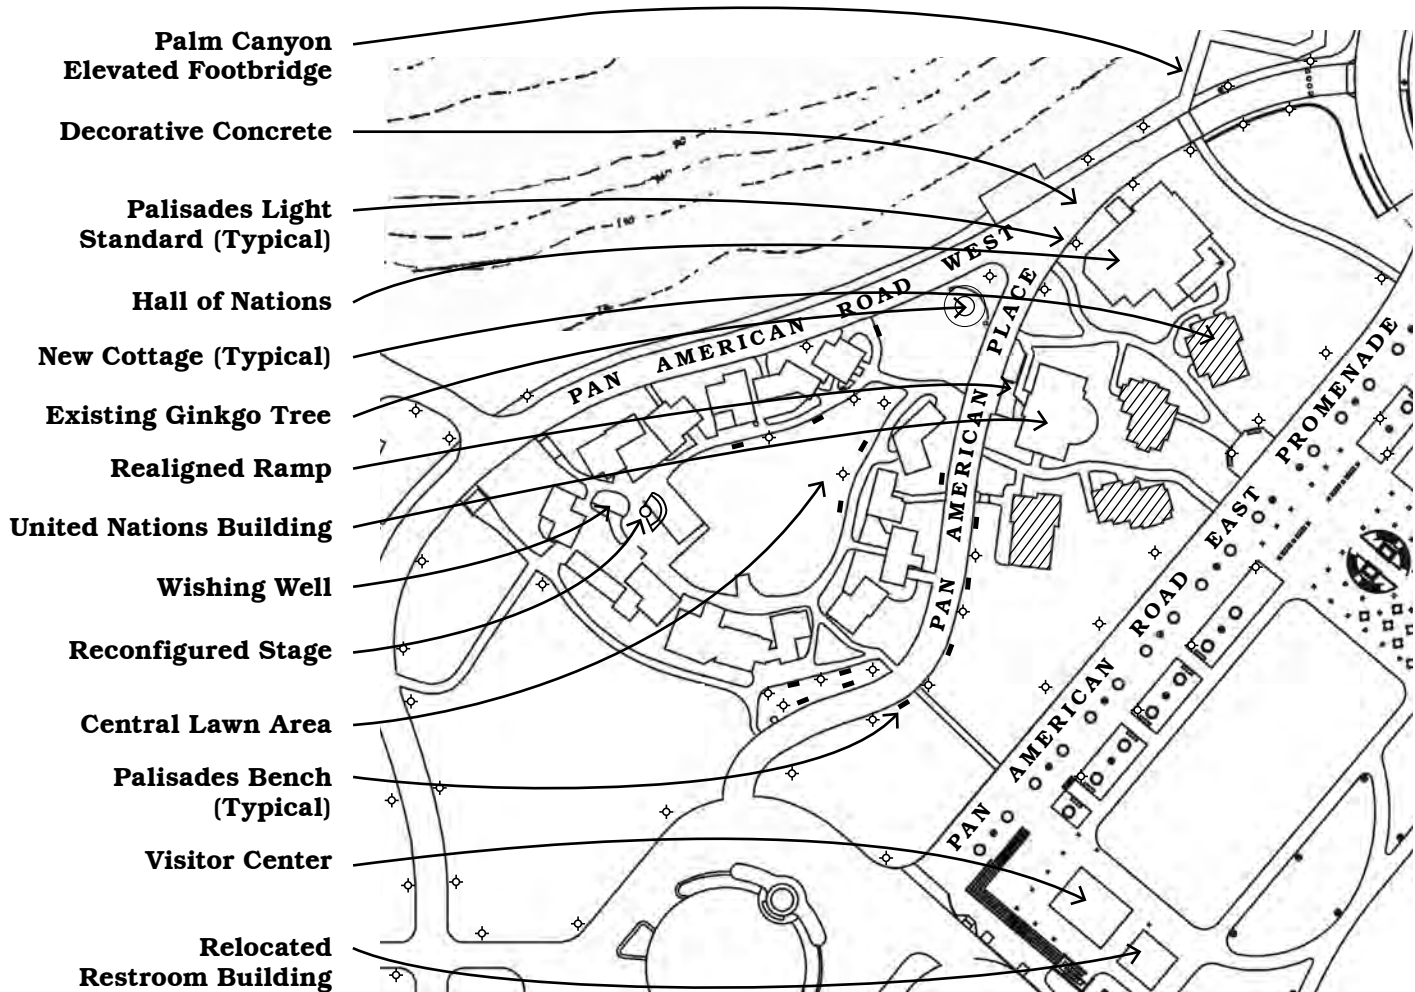 Palm Canyon
Elevated Footbridge
Decorative Concrete
Palisades Light
Standard (Typical)
Hall of Nations
New Cottage (Typical)
Existing Ginkgo Tree
Realigned Ramp
United Nations Building
Wishing Well
Reconfigured Stage
Central Lawn Area
Palisades Bench
(Typical)
Visitor Center
Relocated
Restroom Building
PAN AMERICAN ROAD WEST
PAN AMERICAN PLACE
PAN AMERICAN ROAD EAST PROMENADE